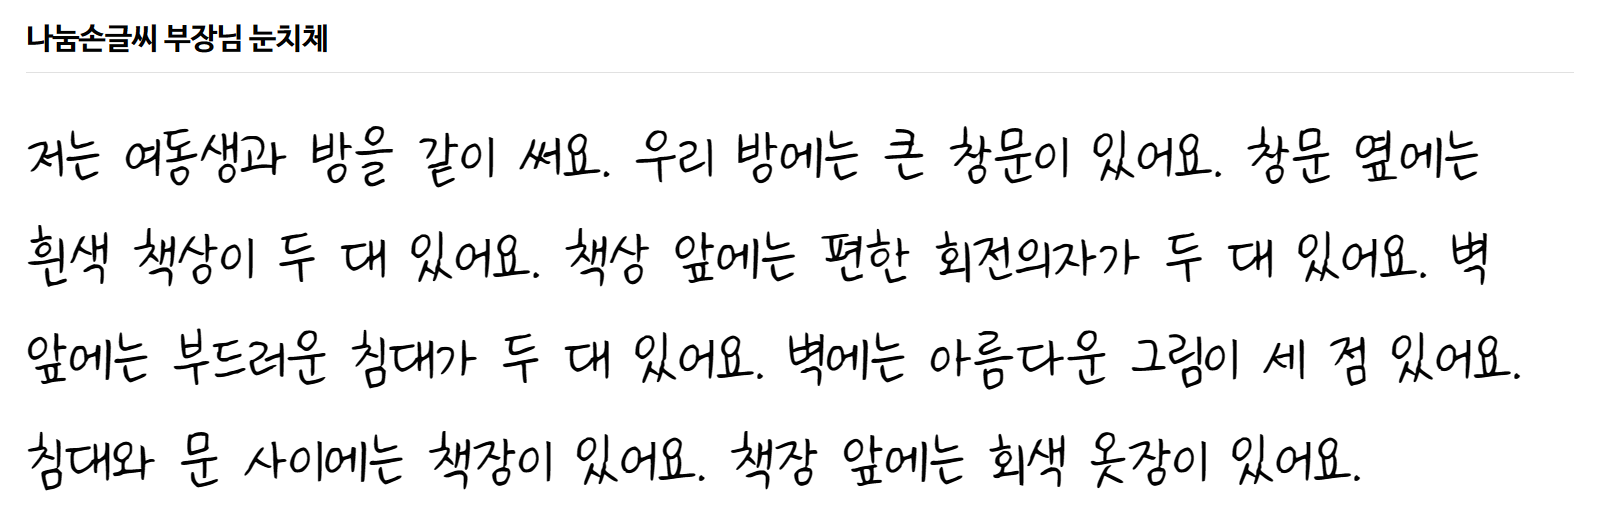 나눔손글씨 부장님 눈치체
저는 여동생과 방을 같이 써요. 우리 방에는 큰 창문이 있어요. 창문 옆에는
흰색 책상이 두 대 있어요. 책상 앞에는 편한 회전의자가 두 대 있어요. 벽
앞에는 부드러운 침대가 두 대 있어요. 벽에는 아름다운 그림이 세 점 있어요.
침대와 문 사이에는 책장이 있어요. 책장 앞에는 회색 옷장이 있어요.